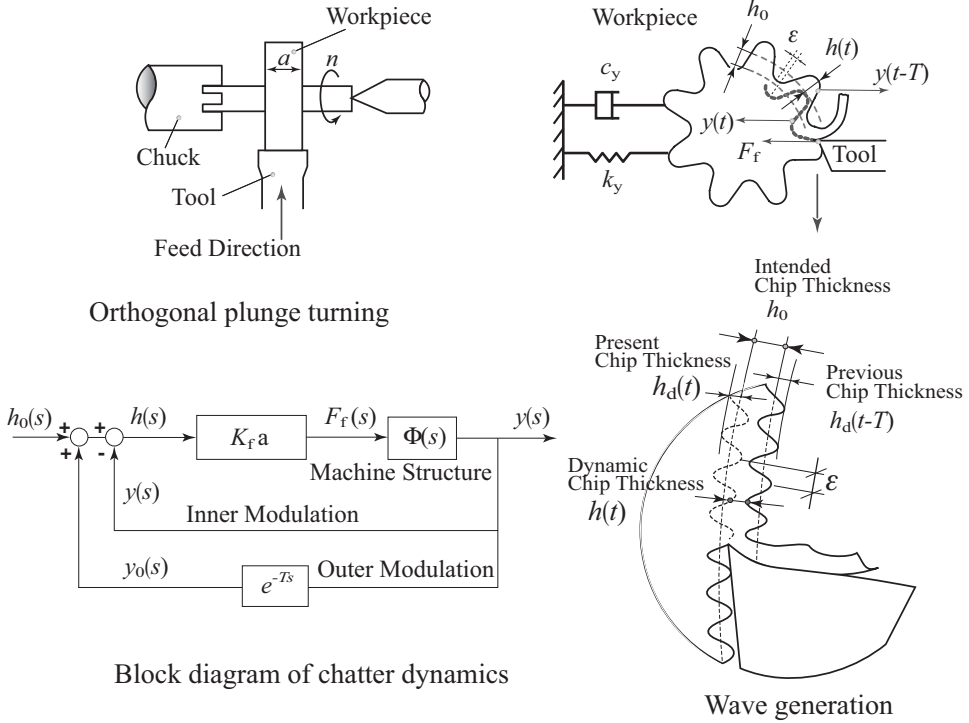 Workpiece
a
n
Chuck
Tool
Feed Direction
Orthogonal plunge turning
Workpiece
h0
ε
h(t)
cy
y(t-T)
y(t)
Ff
Tool
ky
Intended
Chip Thickness
h0
Present
Chip Thickness
hd(t)
Previous
Chip Thickness
hd(t-T)
Dynamic
Chip Thickness
h(t)
ε
Wave generation
h0(s)
+
+
+
-
h(s)
Kf a
Ff(s)
Φ(s)
y(s)
Machine Structure
y(s)
Inner Modulation
y0(s)
e-Ts
Outer Modulation
Block diagram of chatter dynamics